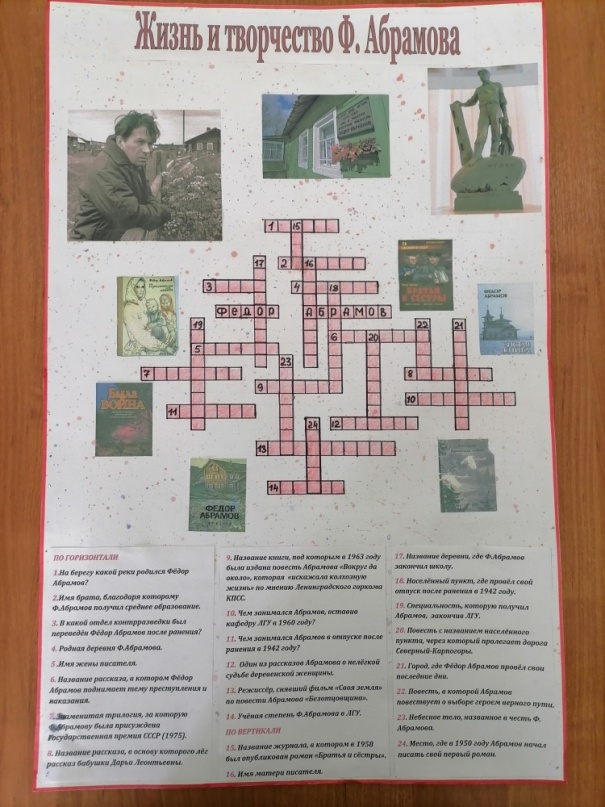 Жизнь и творчество Ф. Абрамова
1 15
17 2 16
3 4 18
Федор Абрамов
19 6 20 22 21
5
23
7 8
9
10
11
24 12
13
14
БРАТЬЯ
И СЕСТРЫ
ФЕДОР
АБРАМОВ
Была
ВОЙНА
ФЕДОР
АБРАМОВ
ПО ГОРИЗОНТАЛИ
1.На берегу какой реки родился Фёдор
Абрамов?
2.Имя брата, благодаря которому
Ф.Абрамов получил среднее образование.
3. В какой отдел контрразведки был
переведён Фёдор Абрамов после ранения?
4. Родная деревня Ф.Абрамова.
5 .Имя жены писателя.
6. Название рассказа, в котором Фёдор
Абрамов поднимает тему преступления и
наказания.
7. Знаменитая трилогия, за которую
Ф.Абрамову была присуждена
Государственная премия СССР (1975).
8. Название рассказа, в основу которого лёг
рассказ бабушки Дарьи Леонтьевны.
9. Название книги, под которым в 1963 году
была издана повесть Абрамова «Вокруг да
около», которая «искажала колхозную
жизнь» по мнению Ленинградского горкома
КПСС.
10. Чем занимался Абрамов, оставив
кафедру ЛГУ в 1960 году?
11. Чем занимался Абрамов в отпуске после
ранения в 1942 году?
12. Один из рассказов Абрамова о нелёгкой
судьбе деревенской женщины.
13. Режиссёр, снявший фильм «Своя земля»
по повести Абрамова «Безотцовщина».
14. Учёная степень Ф.Абрамова в ЛГУ.
ПО ВЕРТИКАЛИ
15. Название журнала, в котором в 1958
был опубликован роман «Братья и сёстры».
16. Имя матери писателя.
17. Название деревни, где Ф.Абрамов
закончил школу.
18. Населённый пункт, где провёл свой
отпуск после ранения в 1942 году.
19. Специальность, которую получил
Абрамов, закончив ЛГУ.
20. Повесть с названием населённого
пункта, через который пролегает дорога
Северный-Карпогоры.
21. Город, где Фёдор Абрамов провёл свои
последние дни.
22. Повесть, в которой Абрамов
повествует о выборе героем верного пути.
23. Небесное тело, названное в честь Ф.
Абрамова.
24. Место, где в 1950 году Абрамов начал
писать свой первый роман.